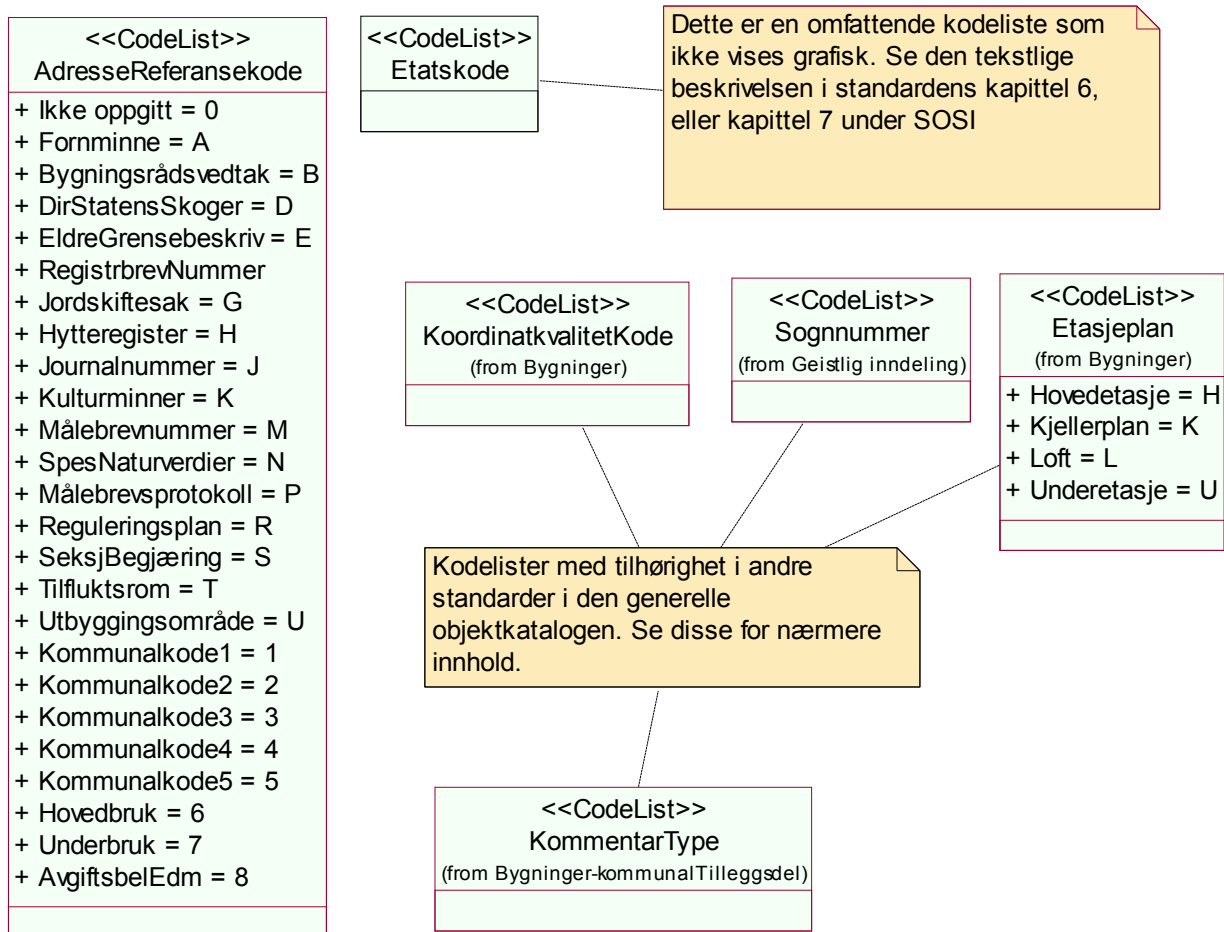 <<CodeList>>
AdresseReferansekode
+ Ikke oppgitt = 0
+ Fornminne = A
+ Bygningsrådsvedtak = B
+ DirStatensSkoger = D
+ EldreGrensebeskriv = E
+ RegistrbrevNummer
+ Jordskiftesak = G
+ Hytteregister = H
+ Journalnummer = J
+ Kulturminner = K
+ Målebrevnummer = M
+ SpesNaturverdier = N
+ Målebrevsprotokoll = P
+ Reguleringsplan = R
+ SeksjBegjæring = S
+ Tilfluktsrom = T
+ Utbyggingsområde = U
+ Kommunalkode1 = 1
+ Kommunalkode2 = 2
+ Kommunalkode3 = 3
+ Kommunalkode4 = 4
+ Kommunalkode5 = 5
+ Hovedbruk = 6
+ Underbruk = 7
+ AvgiftsbelEdm = 8
<<CodeList>>
Etatskode
Dette er en omfattende kodeliste som
ikke vises grafisk. Se den tekstlige
beskrivelsen i standardens kapittel 6,
eller kapittel 7 under SOSI
<<CodeList>>
KoordinatkvalitetKode
(from Bygninger)
<<CodeList>>
Sognnummer
(from Geistlig inndeling)
<<CodeList>>
Etasjeplan
(from Bygninger)
+ Hovedetasje = H
+ Kjellerplan = K
+ Loft = L
+ Underetasje = U
Kodelister med tilhørighet i andre
standarder i den generelle
objektkatalogen. Se disse for nærmere
innhold.
<<CodeList>>
KommentarType
(from Bygninger-kommunalTilleggsdel)